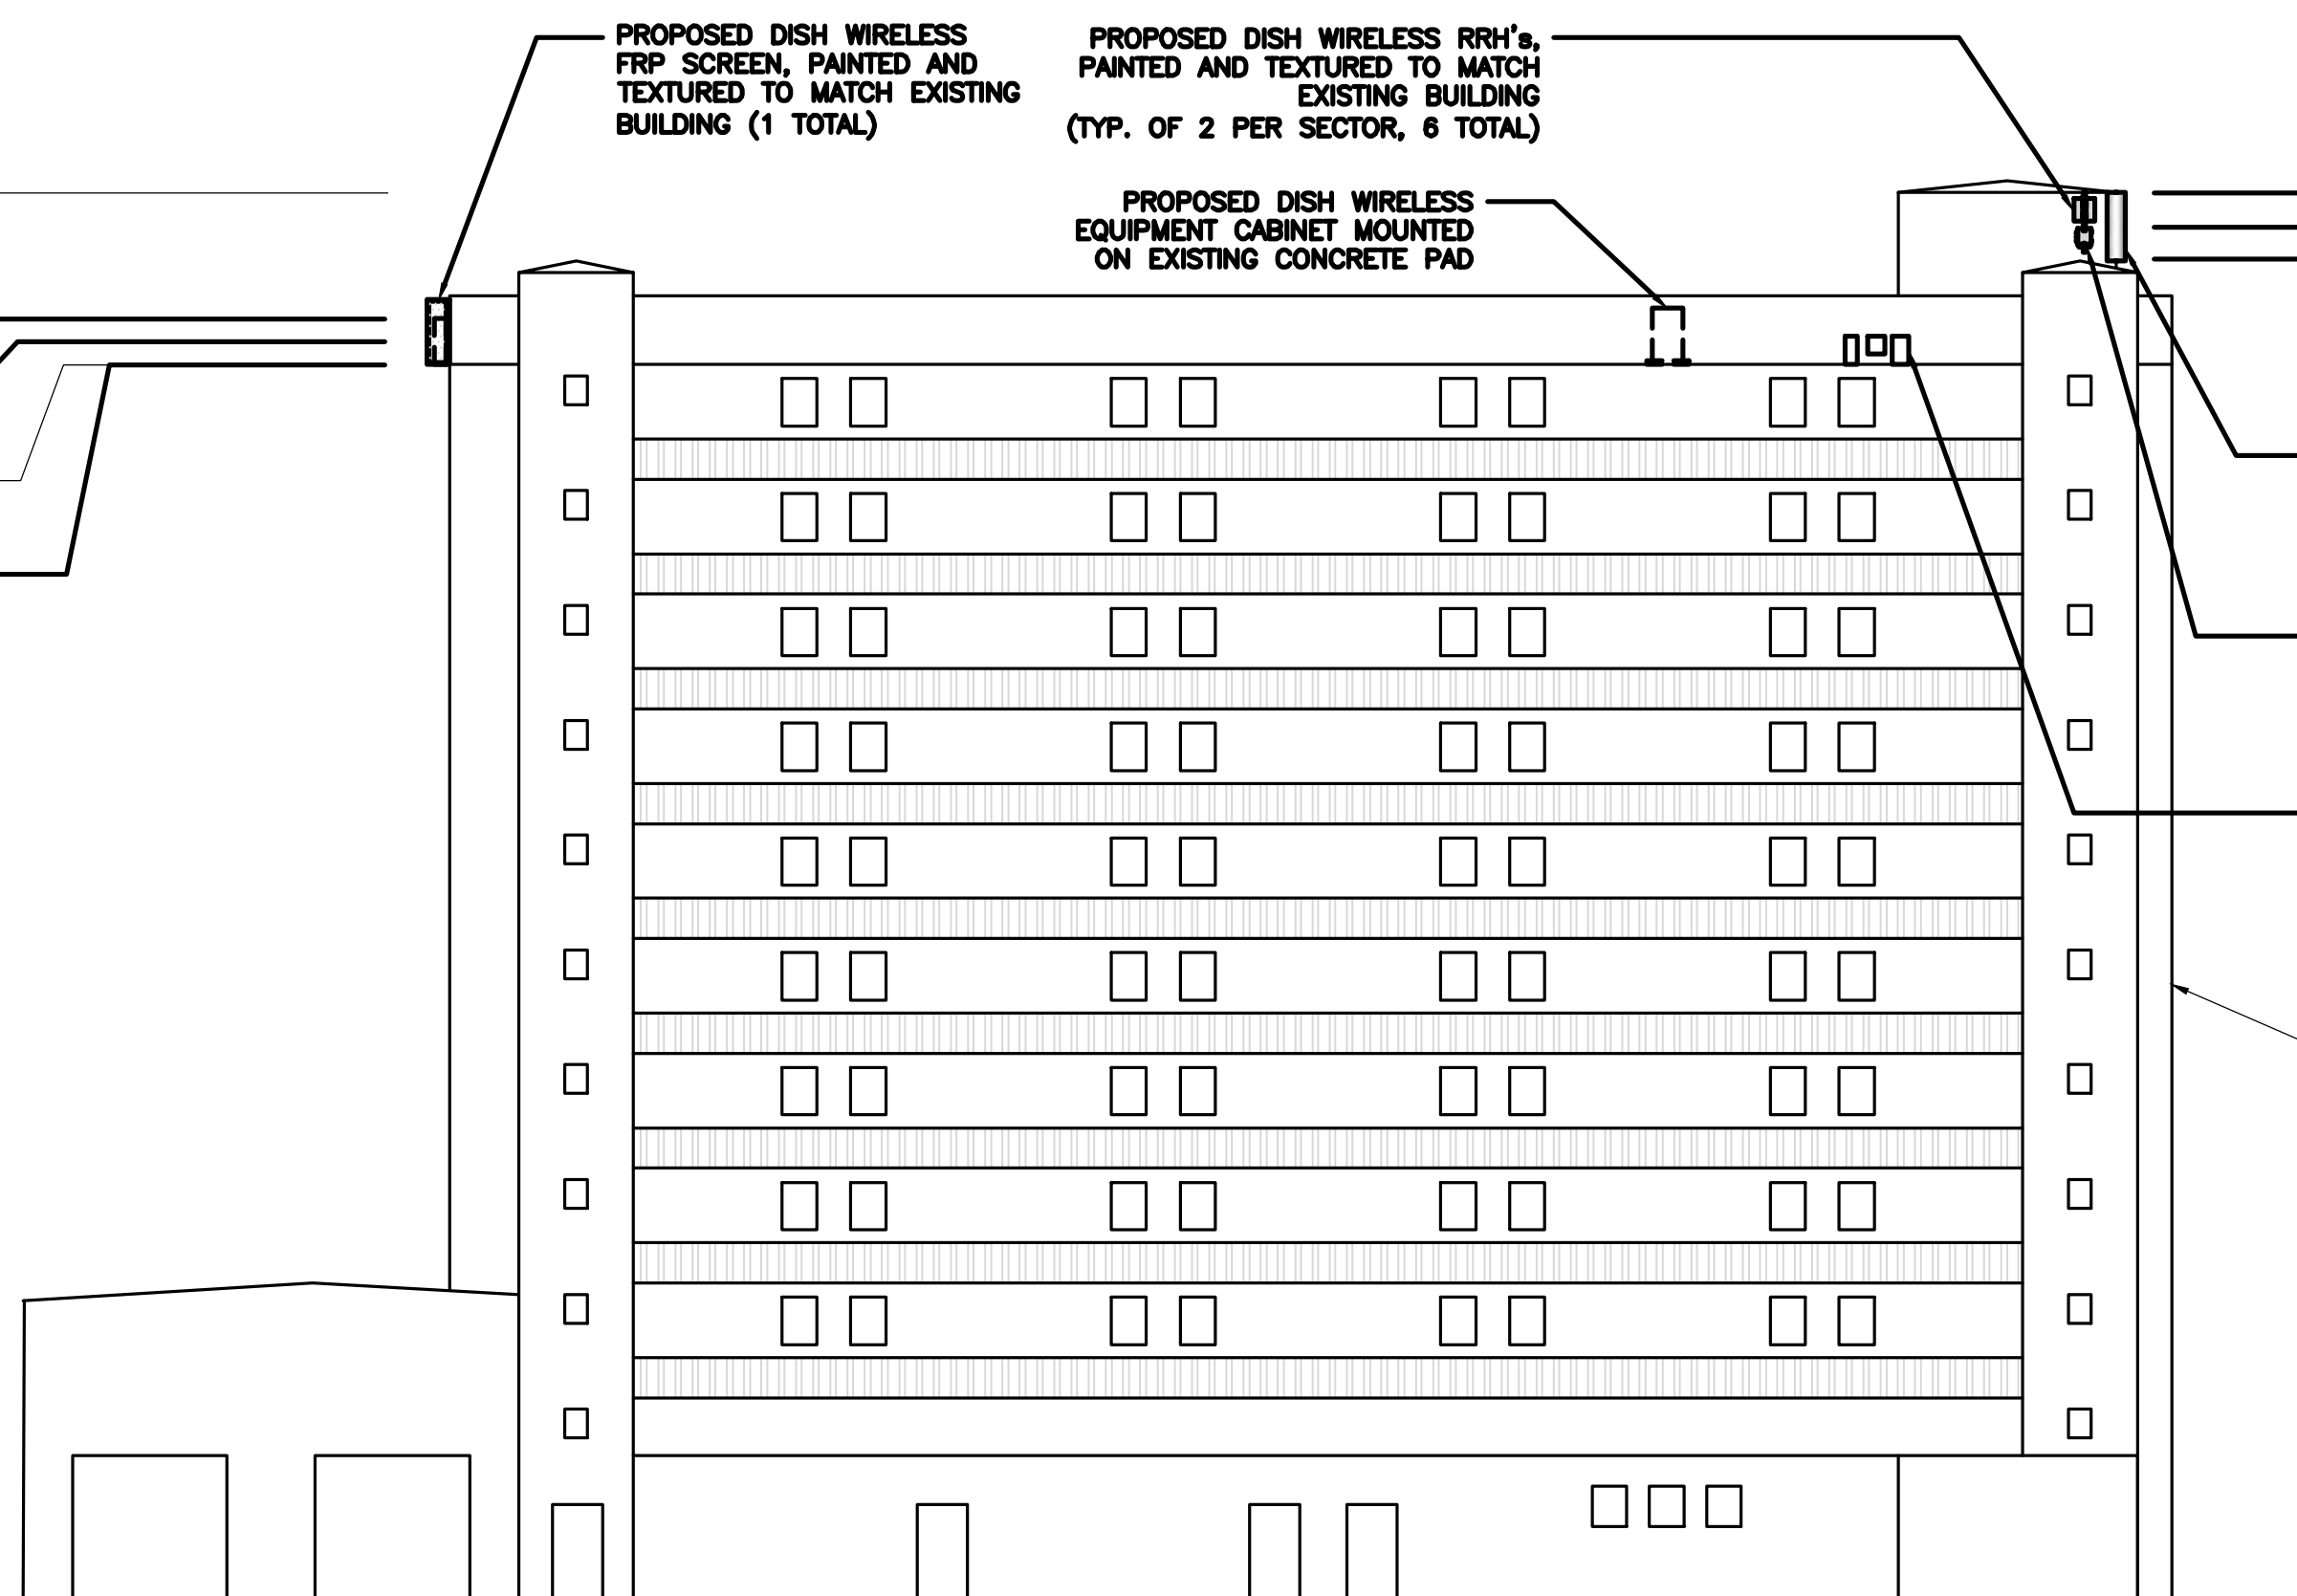 PROPOSED DISH WIRELESS
FRP SCREEN, PAINTED AND
TEXTURED TO MATCH EXISTING
BUILDING (1 TOTAL)
PROPOSED DISH WIRELESS RRH's,
PAINTED AND TEXTURED TO MATCH
EXISTING BUILDING
(TYP. OF 2 PER SECTOR, 6 TOTAL)
PROPOSED DISH WIRELESS
EQUIPMENT CABINET MOUNTED
ON EXISTING CONCRETE PAD